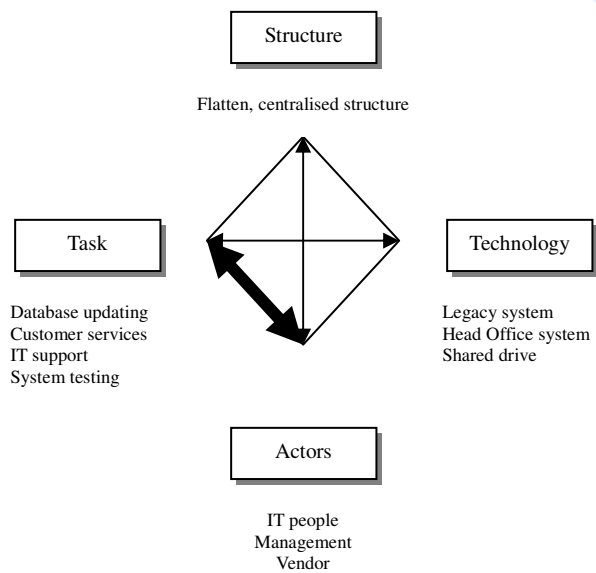 Structure
Flatten, centralised structure
Task
Technology
Database updating
Customer services
IT support
System testing
Legacy system
Head Office system
Shared drive
Actors
IT people
Management
Vendor